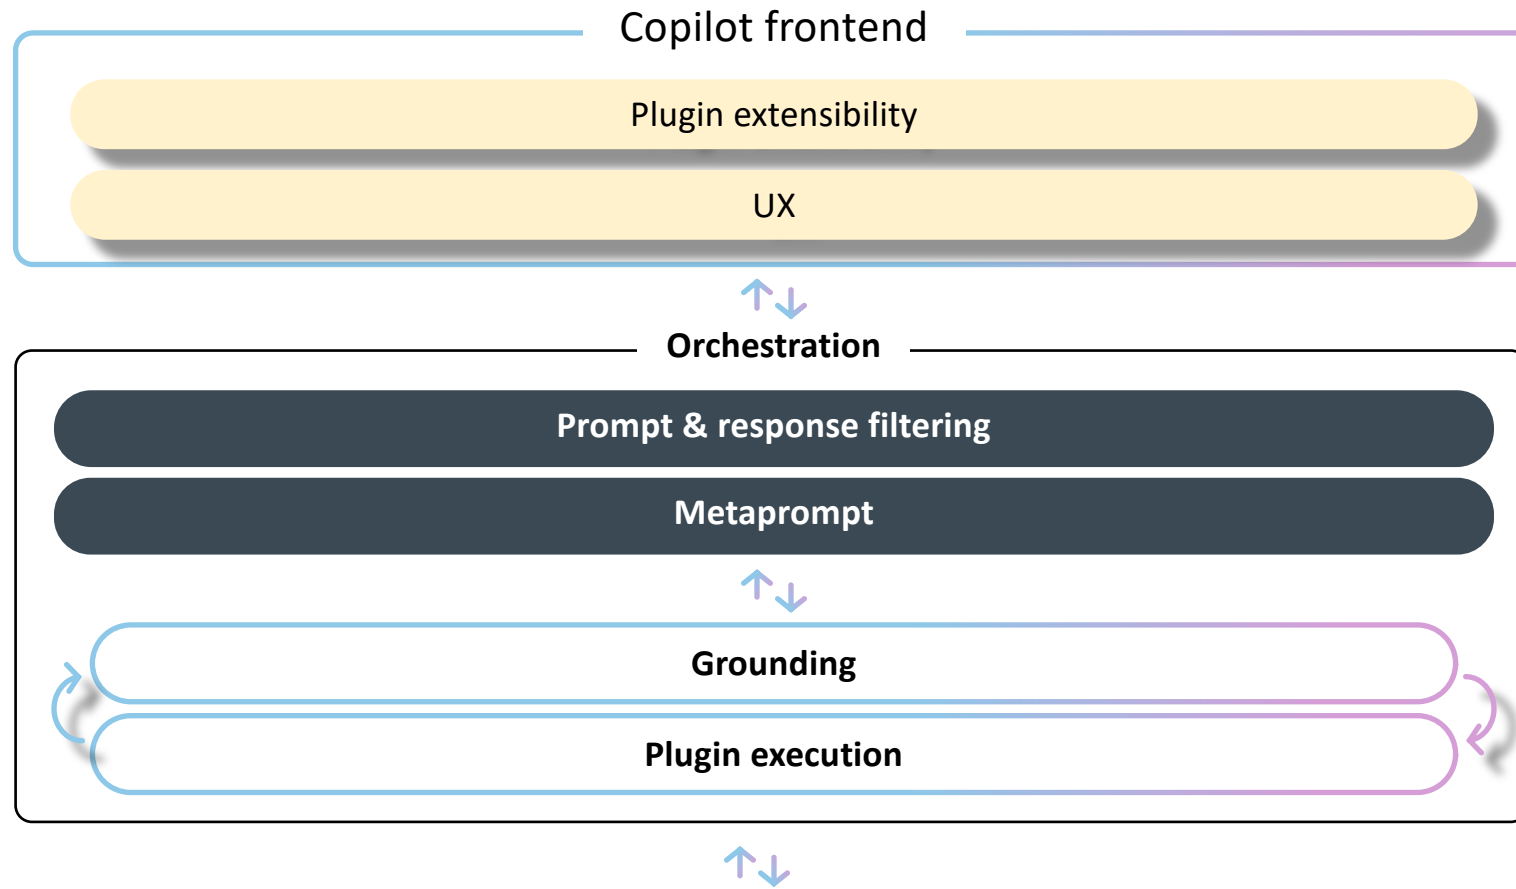 Copilot frontend
Plugin extensibility
UX
Orchestration
Prompt & response filtering
Metaprompt
Grounding
Plugin execution